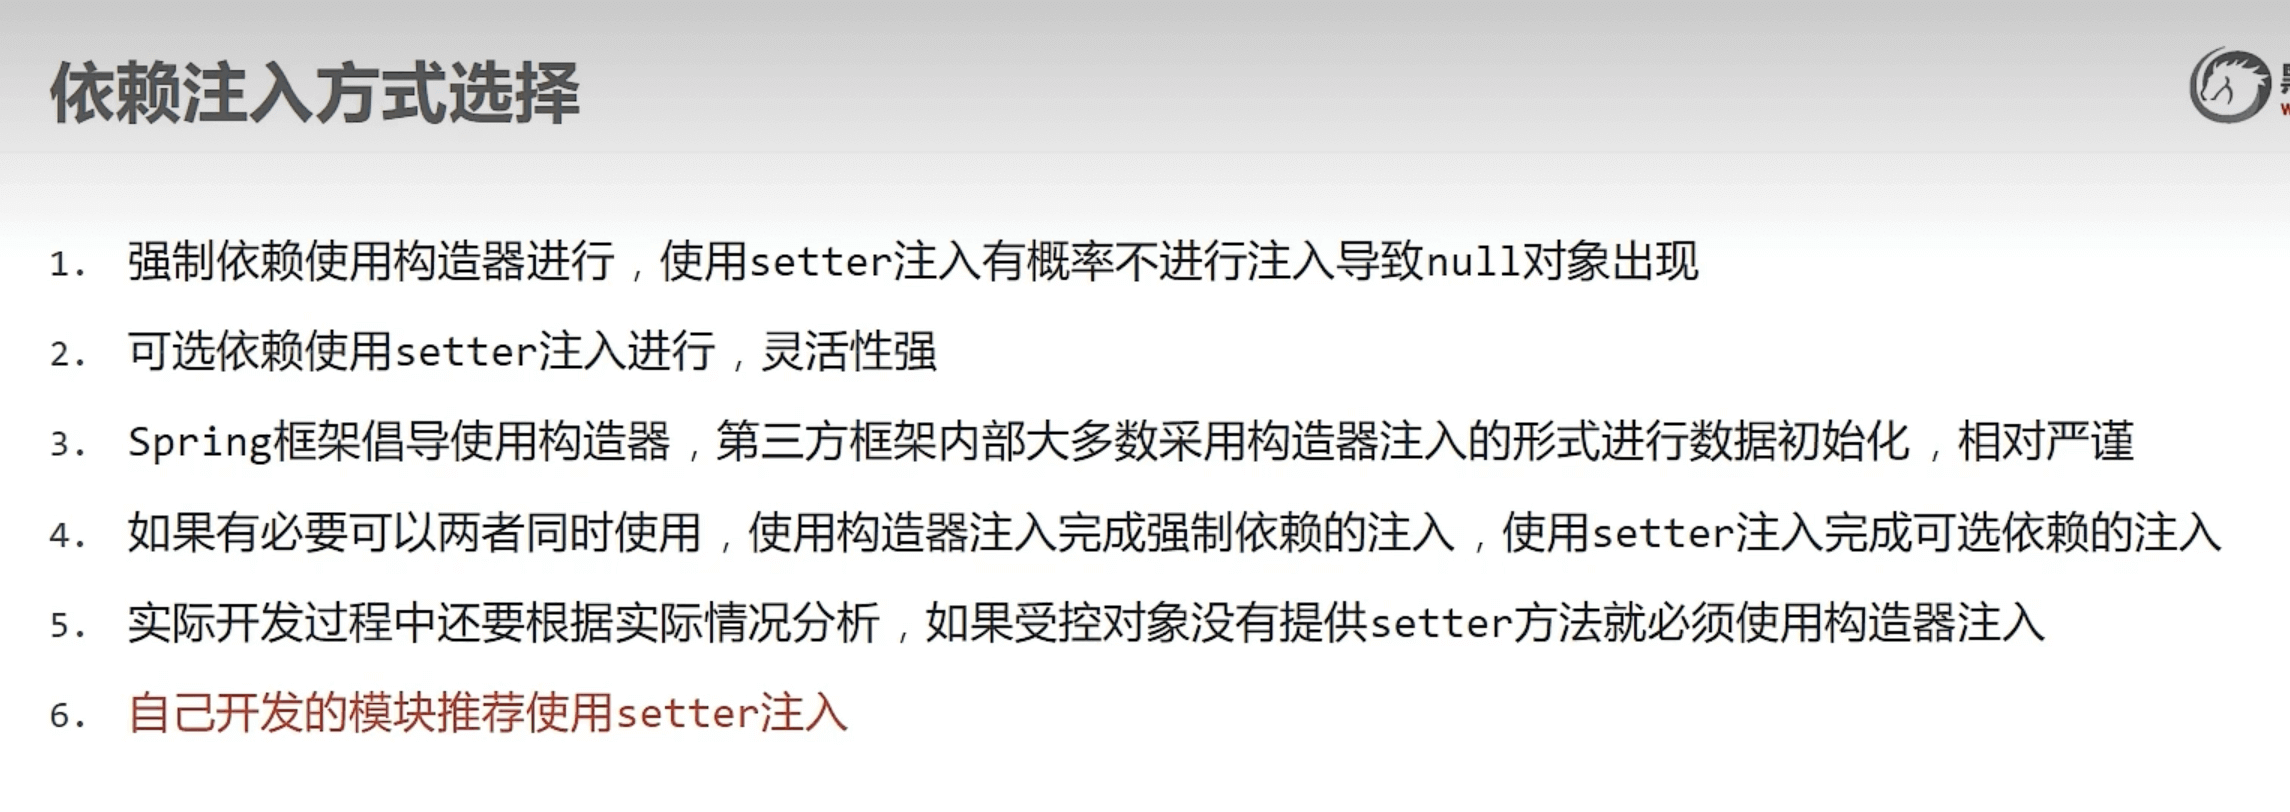 依赖注入方式选择
1. 强制依赖使用构造器进行，使用setter注入有概率不进行注入导致null对象出现
2. 可选依赖使用setter注入进行，灵活性强
3. Spring框架倡导使用构造器，第三方框架内部大多数采用构造器注入的形式进行数据初始化，相对严谨
4. 如果有必要可以两者同时使用，使用构造器注入完成强制依赖的注入，使用setter注入完成可选依赖的注入
5. 实际开发过程中还要根据实际情况分析，如果受控对象没有提供setter方法就必须使用构造器注入
6. 自己开发的模块推荐使用setter注入